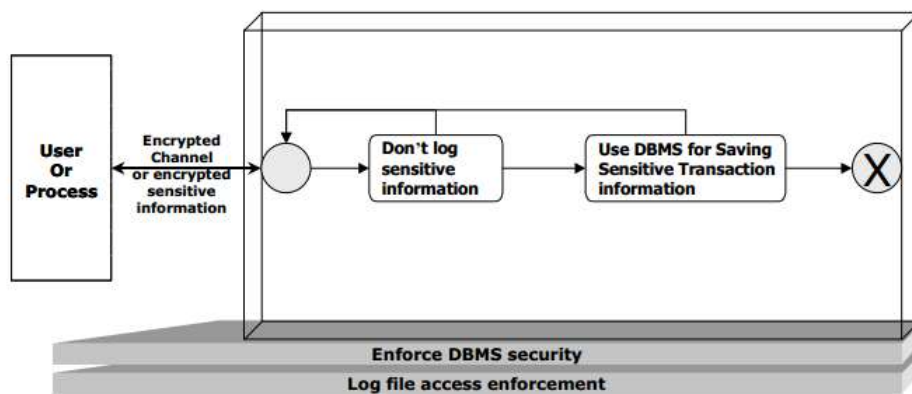 User
Or
Process
Encrypted
Channel
or encrypted
sensitive
information
Don't log
sensitive
information
Use DBMS for Saving
Sensitive Transaction
information
X
Enforce DBMS security
Log file access enforcement